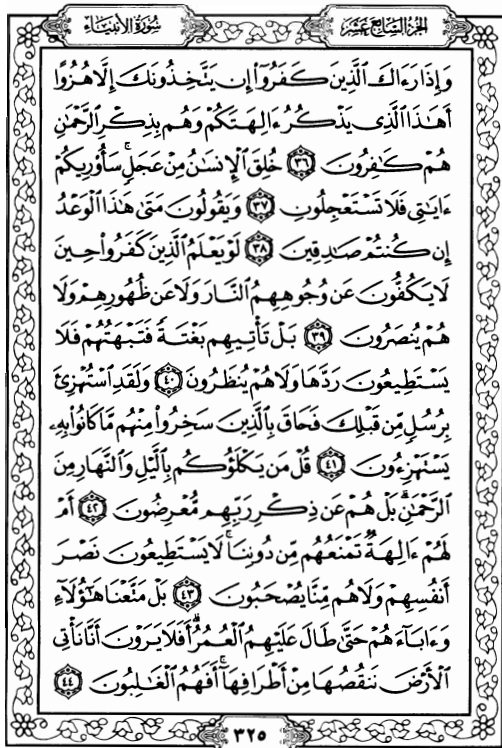 الجزء السابع عشر
سورة الأنبياء
وَإِذَا رَءَاكَ ٱلَّذِينَ كَفَرُوٓا۟ إِن يَتَّخِذُونَكَ إِلَّا هُزُوًا
أَهَـٰذَا ٱلَّذِى يَذْكُرُ ءَالِهَتَكُمْ وَهُم بِذِكْرِ ٱلرَّحْمَـٰنِ
هُمْ كَـٰفِرُونَ ٣٦ خُلِقَ ٱلْإِنسَـٰنُ مِنْ عَجَلٍ ۚ سَأُو۟رِيكُمْ
ءَايَـٰتِى فَلَا تَسْتَعْجِلُونِ ٣٧ وَيَقُولُونَ مَتَىٰ هَـٰذَا ٱلْوَعْدُ
إِن كُنتُمْ صَـٰدِقِينَ ٣٨ لَوْ يَعْلَمُ ٱلَّذِينَ كَفَرُوا۟ حِينَ
لَا يَكُفُّونَ عَن وُجُوهِهِمُ ٱلنَّارَ وَلَا عَن ظُهُورِهِمْ وَلَا
هُمْ يُنصَرُونَ ٣٩ بَلْ تَأْتِيهِم بَغْتَةً فَتَبْهَتُهُمْ فَلَا
يَسْتَطِيعُونَ رَدَّهَا وَلَا هُمْ يُنظَرُونَ ٤٠ وَلَقَدِ ٱسْتُهْزِئَ
بِرُسُلٍ مِّن قَبْلِكَ فَحَاقَ بِٱلَّذِينَ سَخِرُوا۟ مِنْهُم مَّا كَانُوا۟ بِهِۦ
يَسْتَهْزِءُونَ ٤١ قُلْ مَن يَكْلَؤُكُم بِٱلَّيْلِ وَٱلنَّهَارِ مِنَ
ٱلرَّحْمَـٰنِ ۗ بَلْ هُمْ عَن ذِكْرِ رَبِّهِم مُّعْرِضُونَ ٤٢ أَمْ
لَهُمْ ءَالِهَةٌ تَمْنَعُهُم مِّن دُونِنَا ۚ لَا يَسْتَطِيعُونَ نَصْرَ
أَنفُسِهِمْ وَلَا هُم مِّنَّا يُصْحَبُونَ ٤٣ بَلْ مَتَّعْنَا هَـٰٓؤُلَآءِ
وَءَابَآءَهُمْ حَتَّىٰ طَالَ عَلَيْهِمُ ٱلْعُمُرُ ۗ أَفَلَا يَرَوْنَ أَنَّا نَأْتِى
ٱلْأَرْضَ نَنقُصُهَا مِنْ أَطْرَافِهَآ ۚ أَفَهُمُ ٱلْغَـٰلِبُونَ ٤٤
٣٢٥